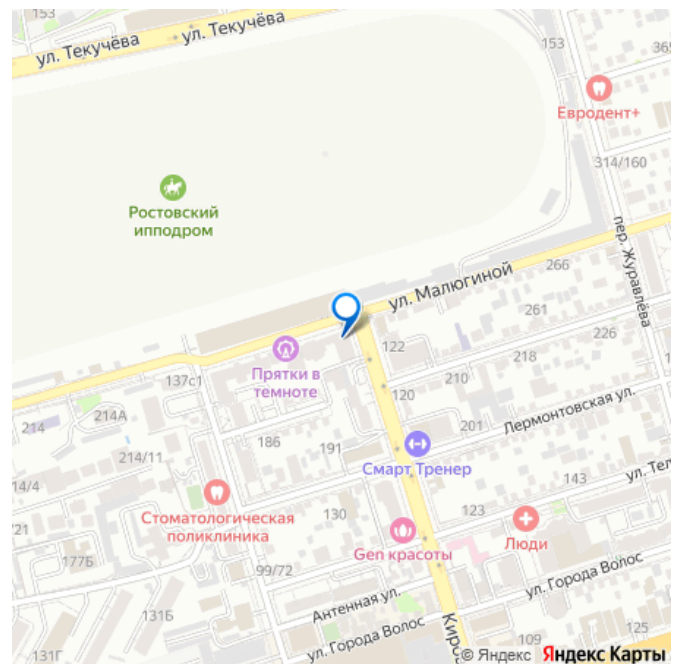 153
ул. Текучёва
ул. Текучёва
153
365
Евродент+
314/160
Ростовский
ипподром
пер. Журавлёва
ул. Малюгиной
266
261
226
122
218
Прятки в
темноте
137с1
210
120
214
214А
Лермонтовская ул.
201
186
191
214/11
Смарт Тренер
ул. Тел
143
214/4
Стоматологическая
поликлиника
130
123
/21
Gen красоты
Люди
177Б
99/72
ул. Города Волос
Антенная ул.
131Б
Киров
109
125
ул. Города Волос
131Г
© Яндекс Яндекс Карты